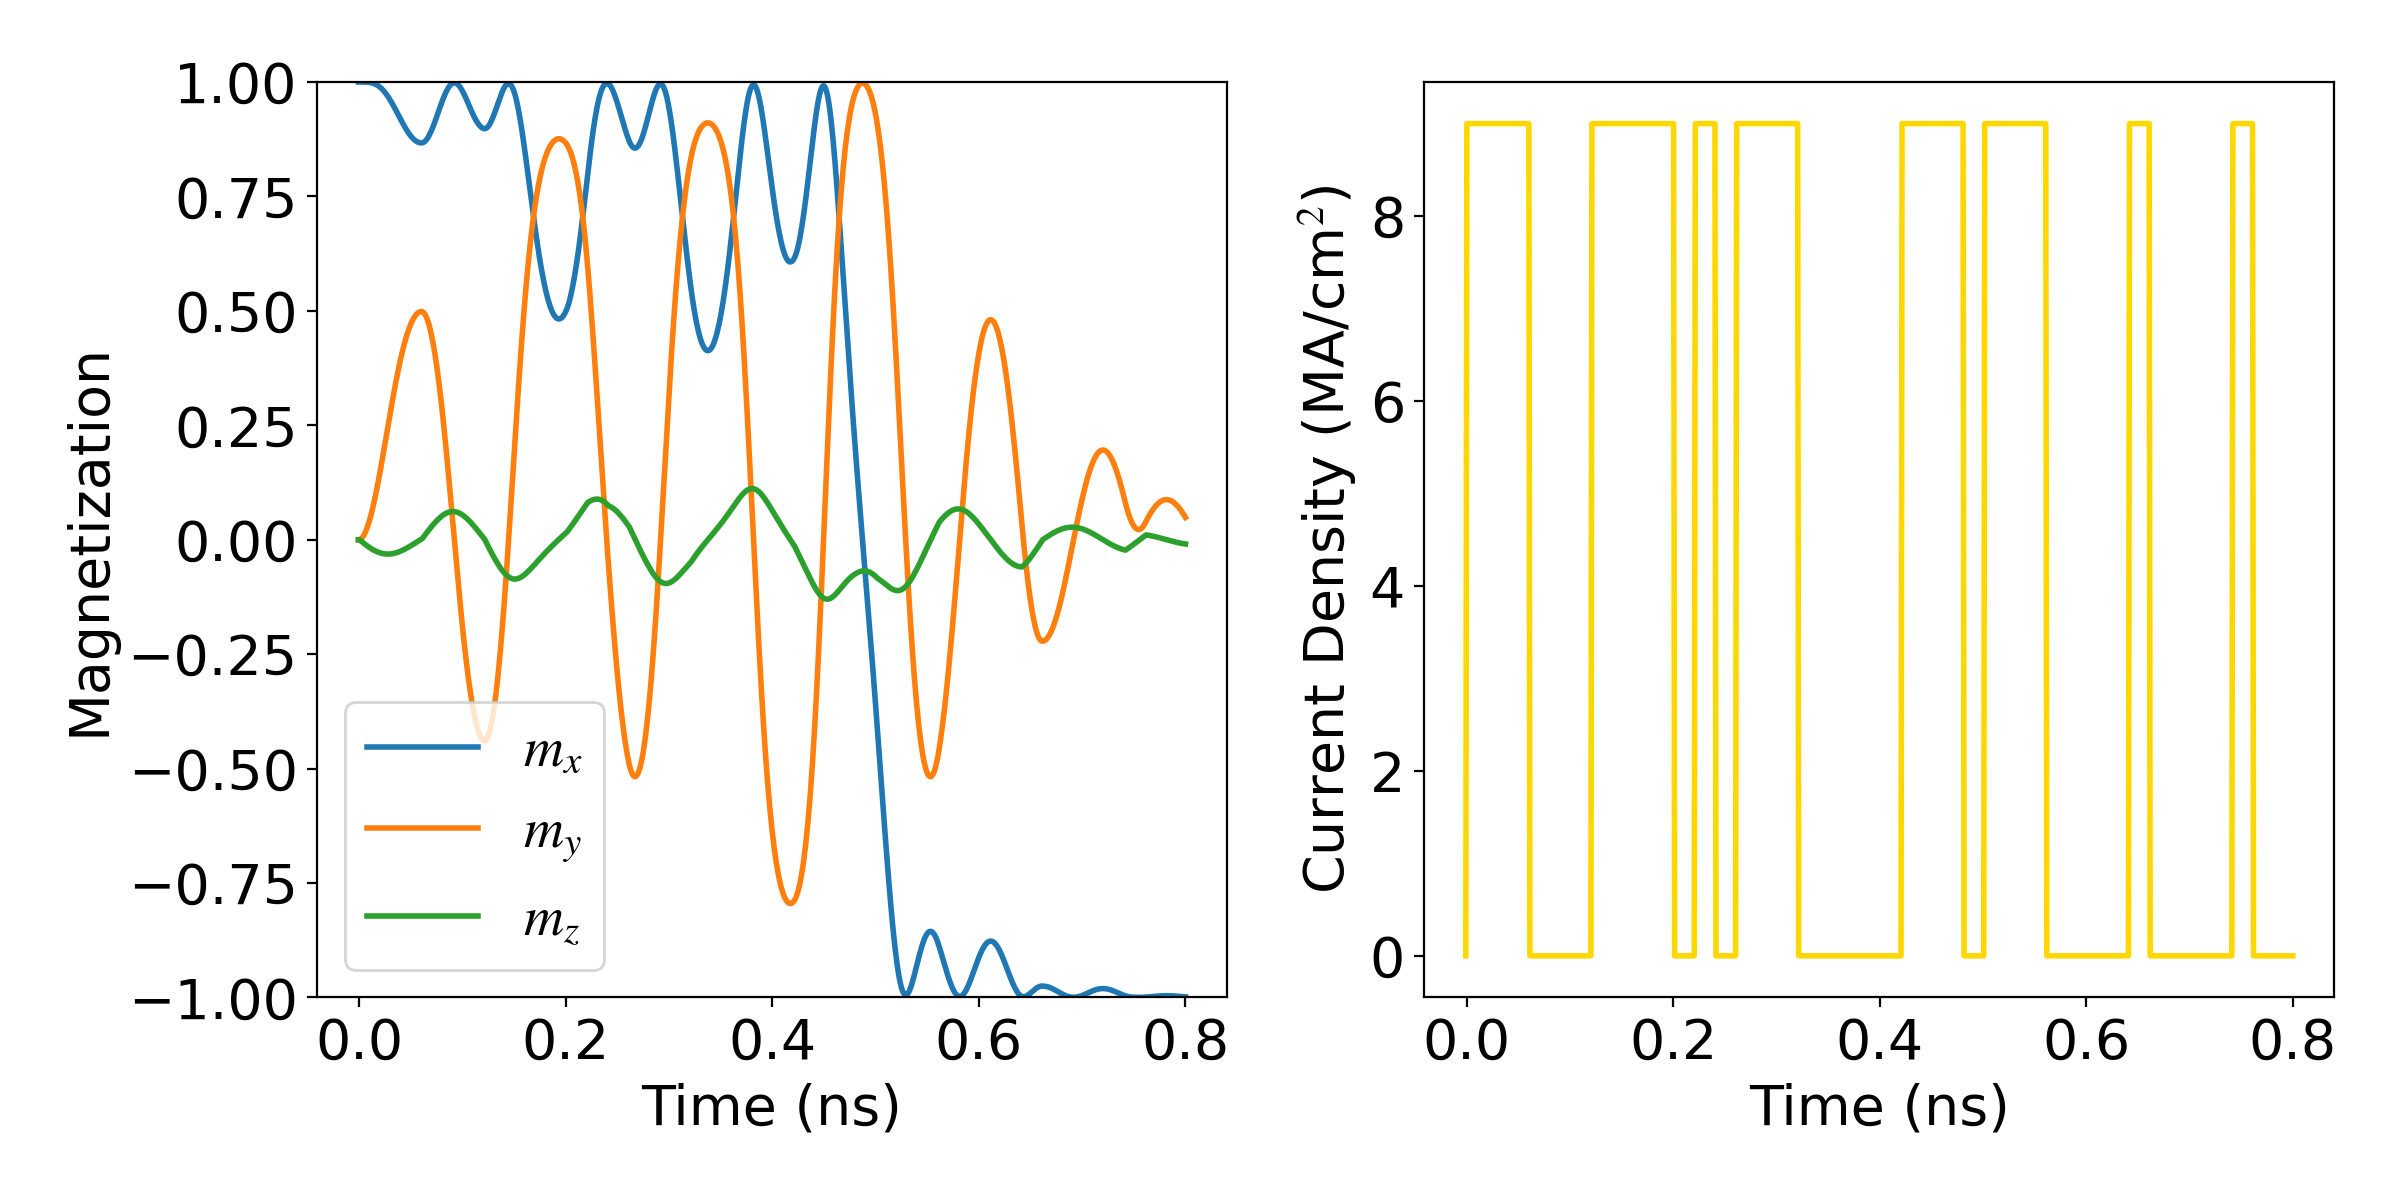 1.00
0.75
0.50
0.25
0.00
−0.25
−0.50
−0.75
−1.00
Magnetization
m_x
m_y
m_z
0.0 0.2 0.4 0.6 0.8
Time (ns)
8
6
4
2
0
Current Density (MA/cm²)
0.0 0.2 0.4 0.6 0.8
Time (ns)